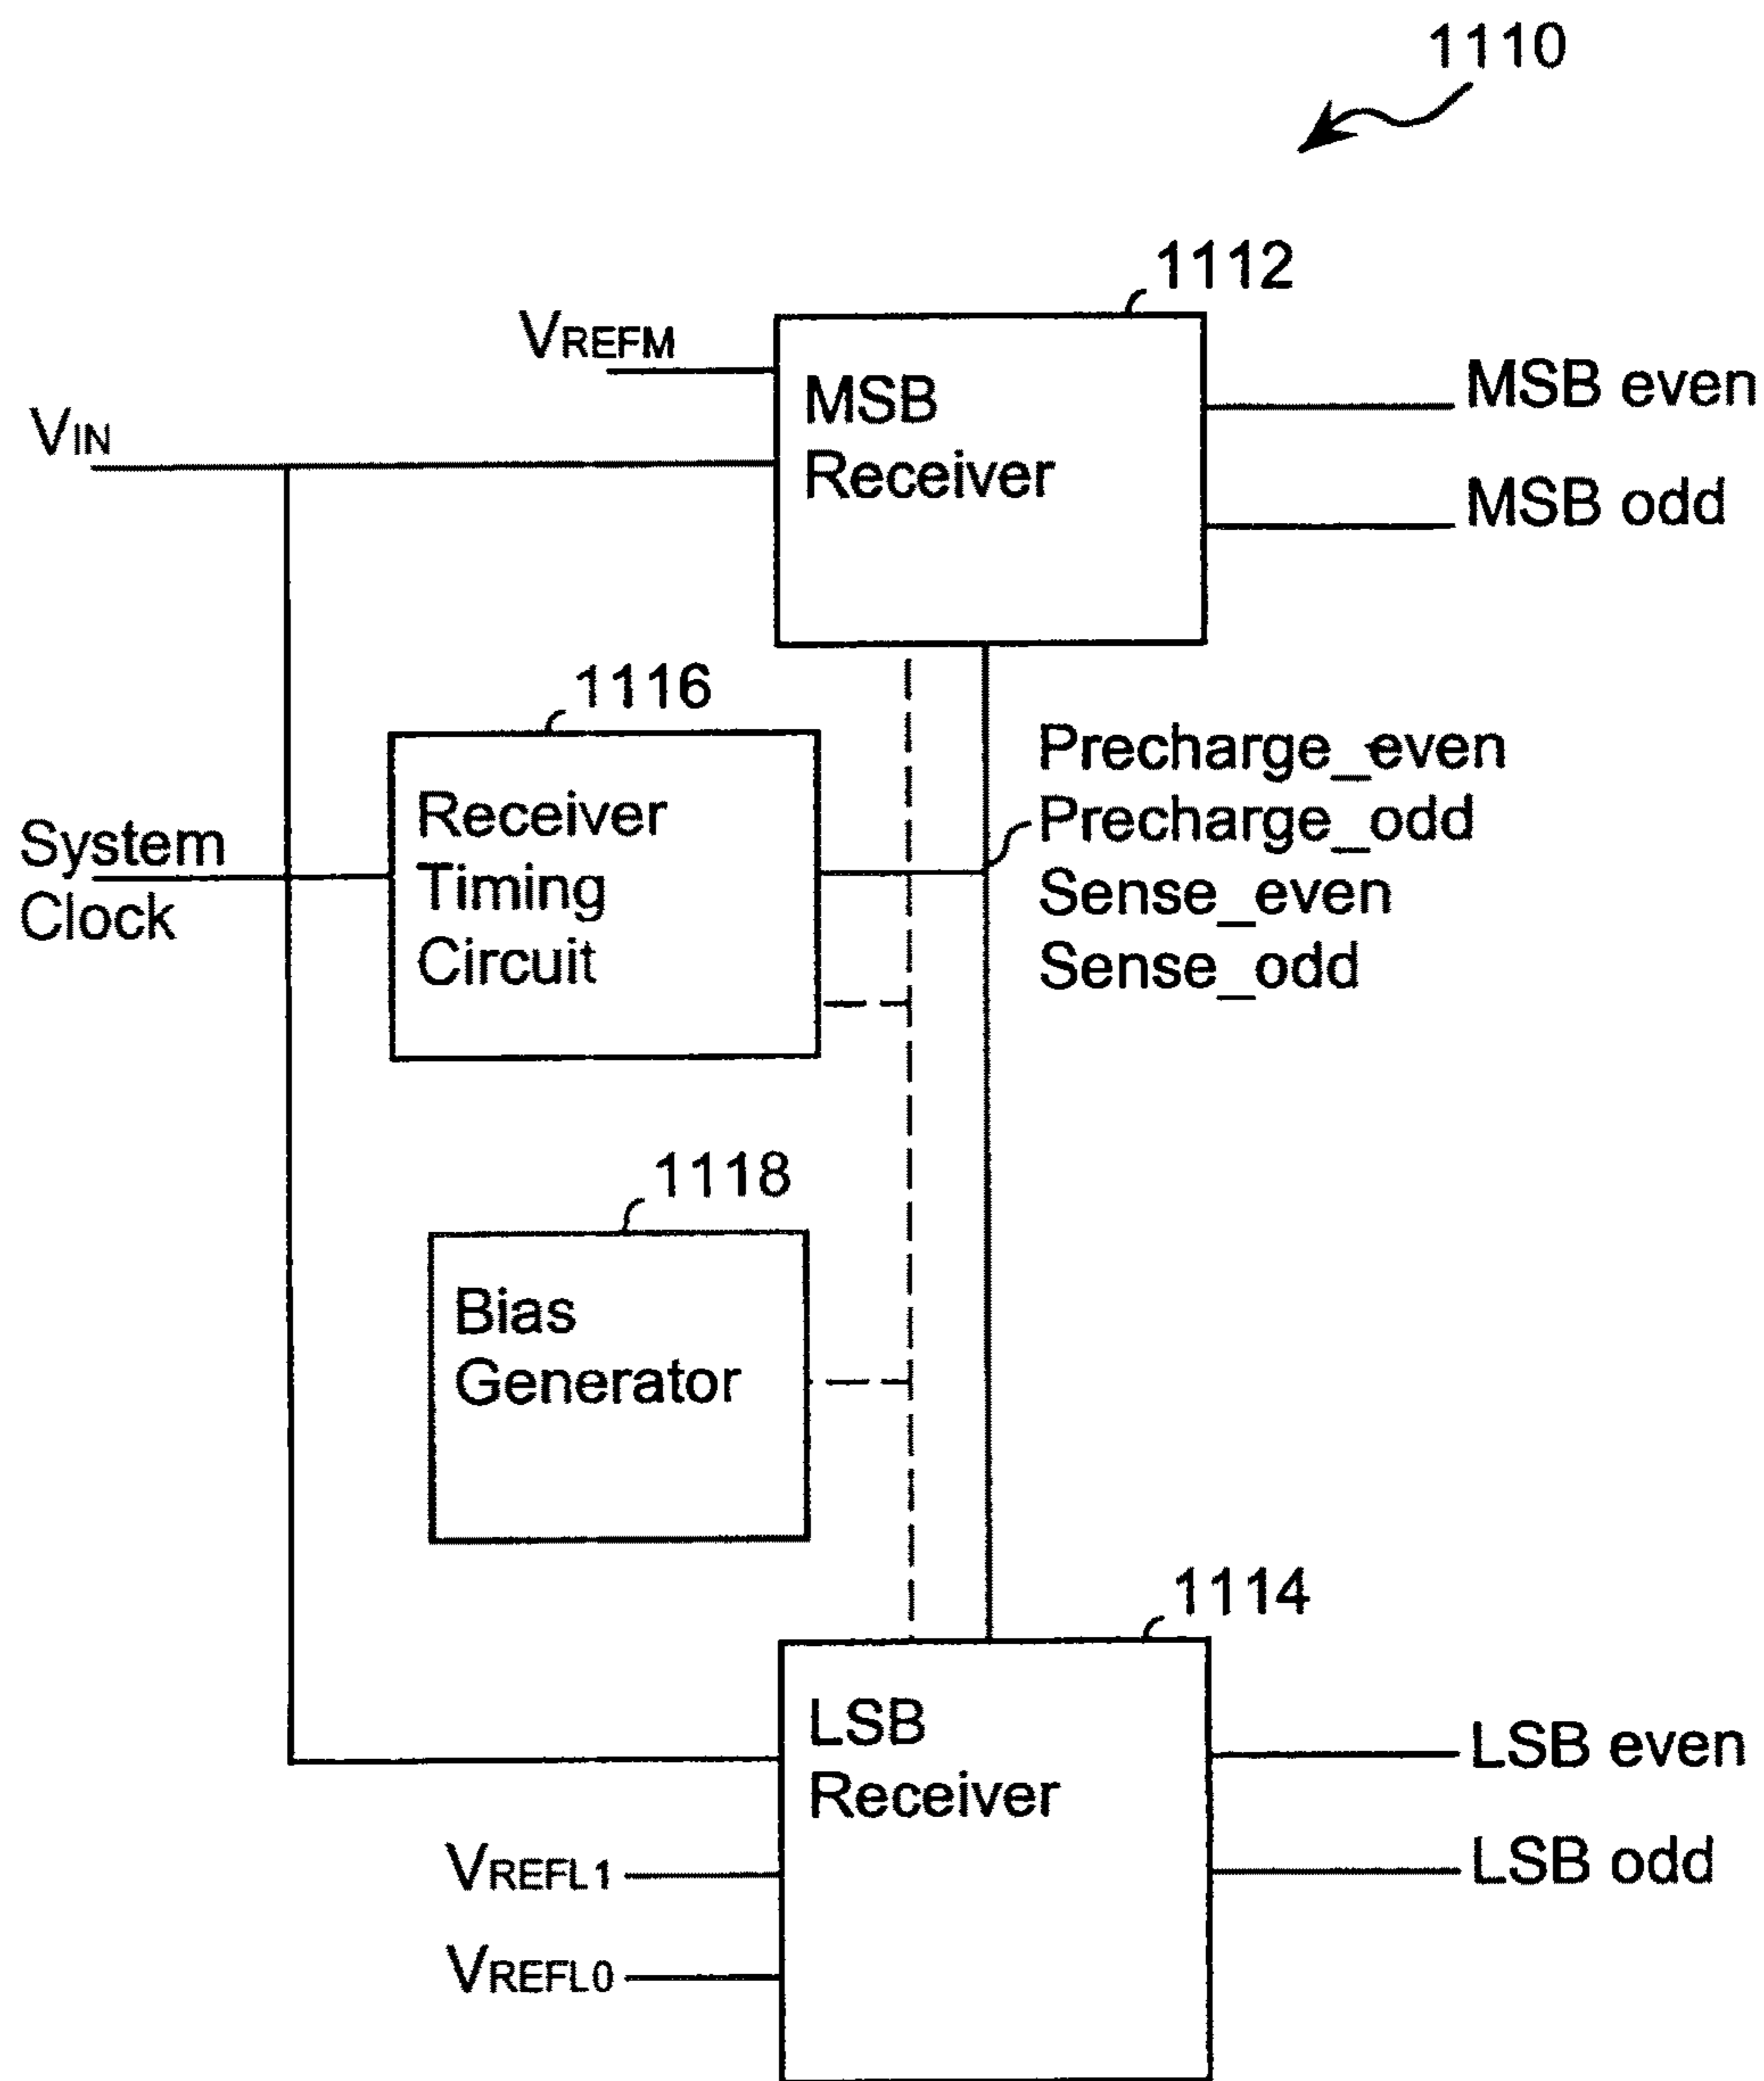 1110
1112
VREFM
MSB
Receiver
MSB even
MSB odd
VIN
1116
Receiver
Timing
Circuit
System
Clock
Precharge_even
Precharge_odd
Sense_even
Sense_odd
1118
Bias
Generator
1114
LSB
Receiver
LSB even
LSB odd
VREFL1
VREFL0